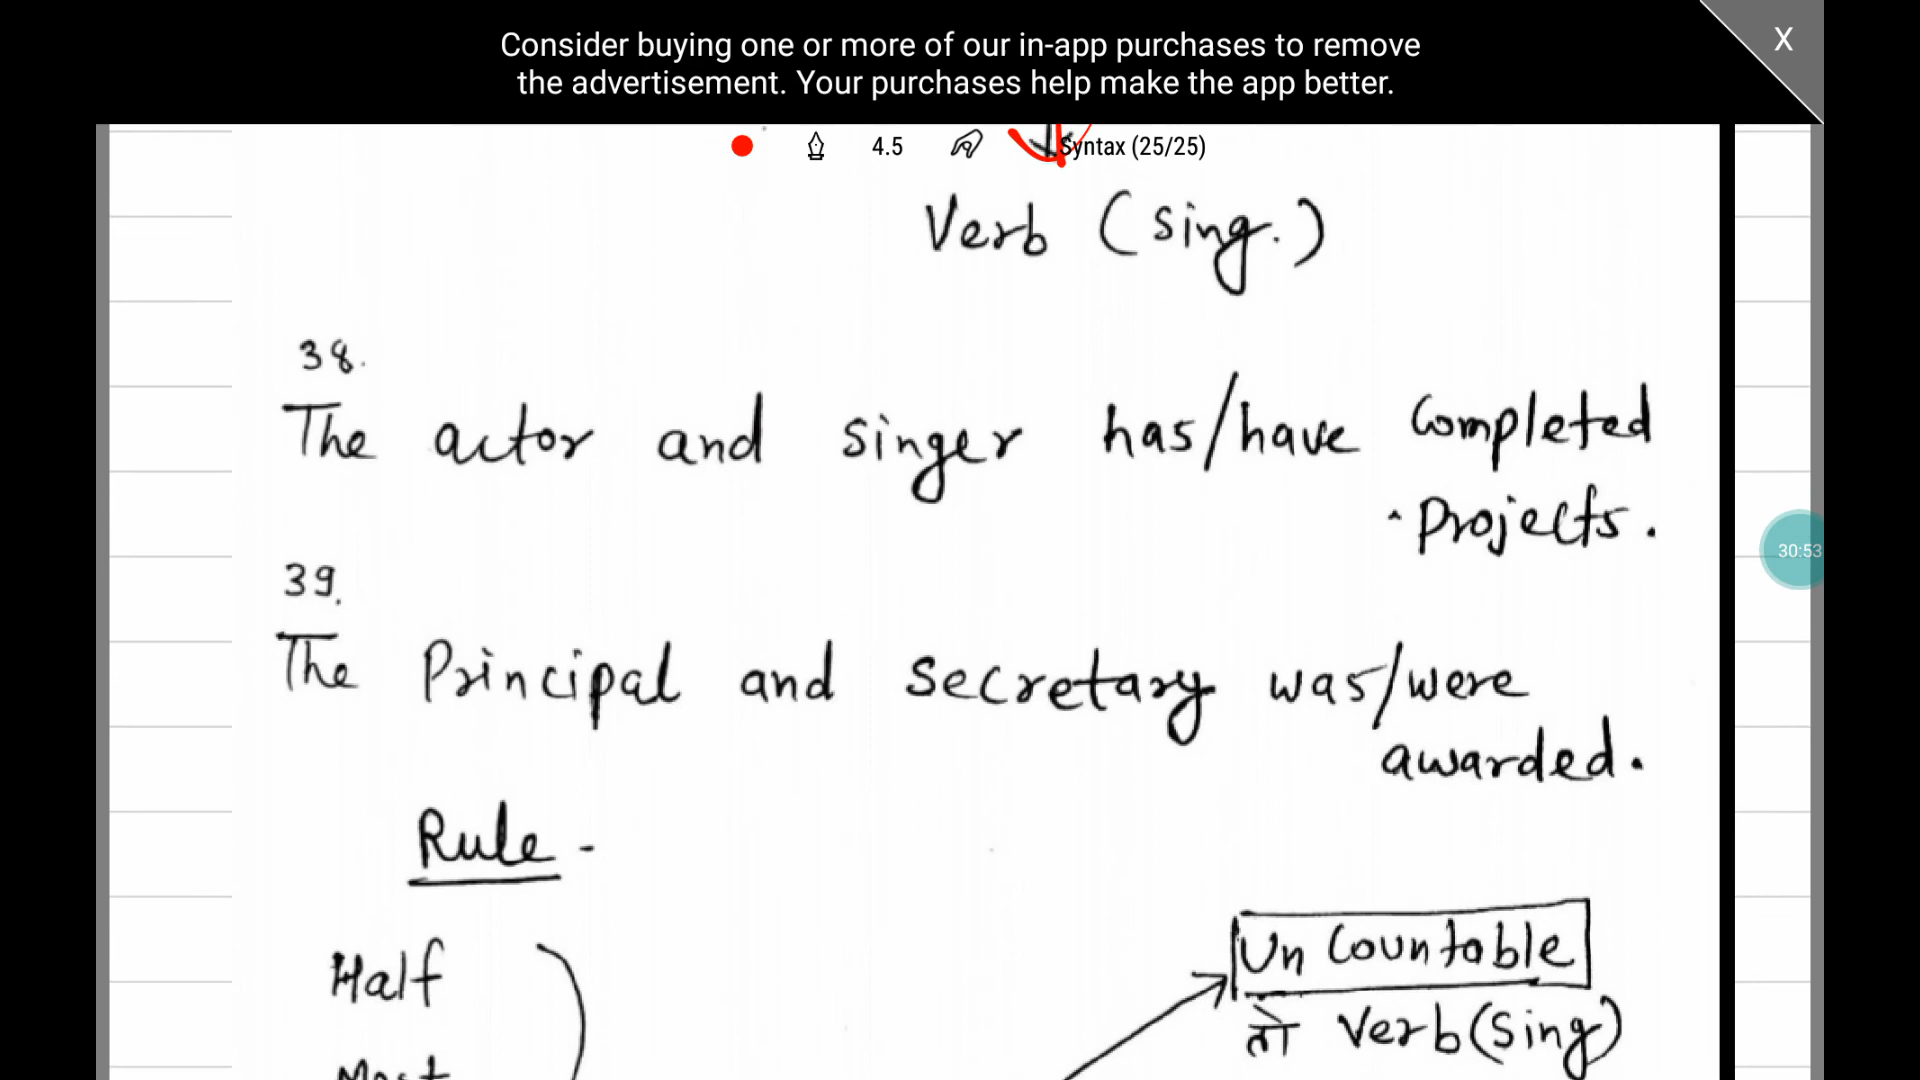 Consider buying one or more of our in-app purchases to remove
the advertisement. Your purchases help make the app better.
X
4.5
Syntax (25/25)
Verb (Sing.)
38.
The actor and singer has/have completed
projects.
30:53
39.
The Principal and secretary was/were
awarded.
Rule -
Un Countable
Half
तो Verb (Sing)
Most